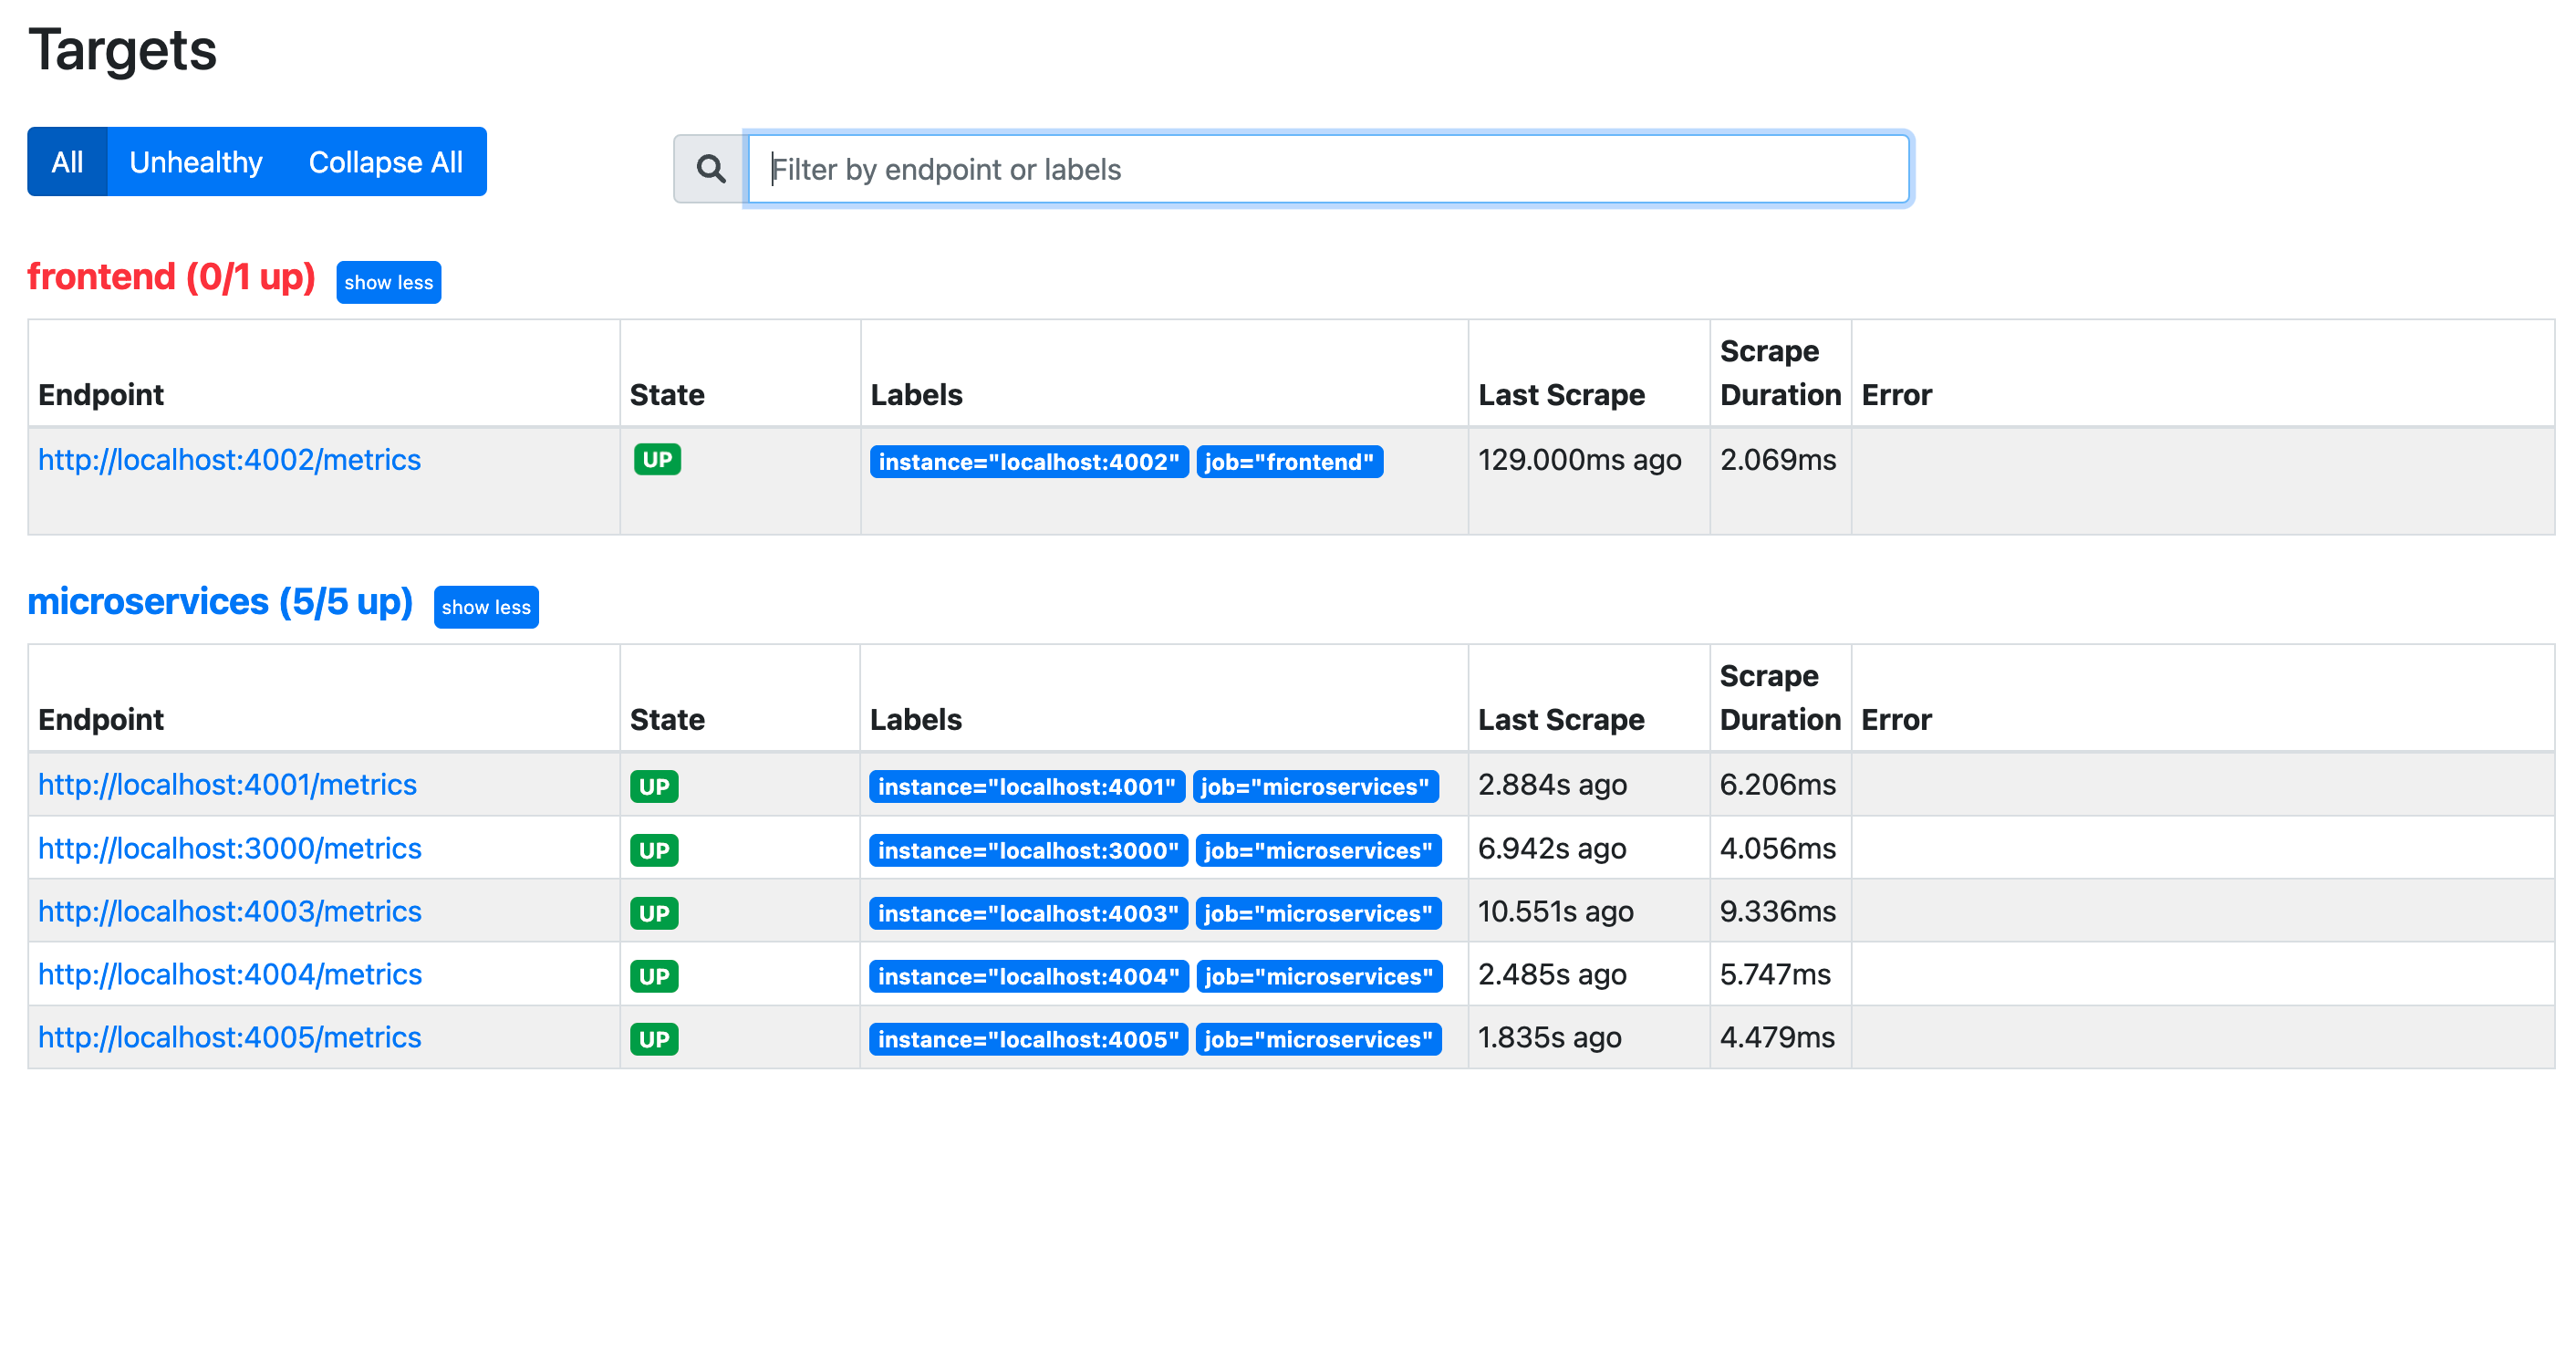 Targets
All Unhealthy Collapse All
Filter by endpoint or labels
frontend (0/1 up) show less
Endpoint State Labels Last Scrape Scrape Duration Error
http://localhost:4002/metrics UP instance="localhost:4002" job="frontend" 129.000ms ago 2.069ms
microservices (5/5 up) show less
Endpoint State Labels Last Scrape Scrape Duration Error
http://localhost:4001/metrics UP instance="localhost:4001" job="microservices" 2.884s ago 6.206ms
http://localhost:3000/metrics UP instance="localhost:3000" job="microservices" 6.942s ago 4.056ms
http://localhost:4003/metrics UP instance="localhost:4003" job="microservices" 10.551s ago 9.336ms
http://localhost:4004/metrics UP instance="localhost:4004" job="microservices" 2.485s ago 5.747ms
http://localhost:4005/metrics UP instance="localhost:4005" job="microservices" 1.835s ago 4.479ms